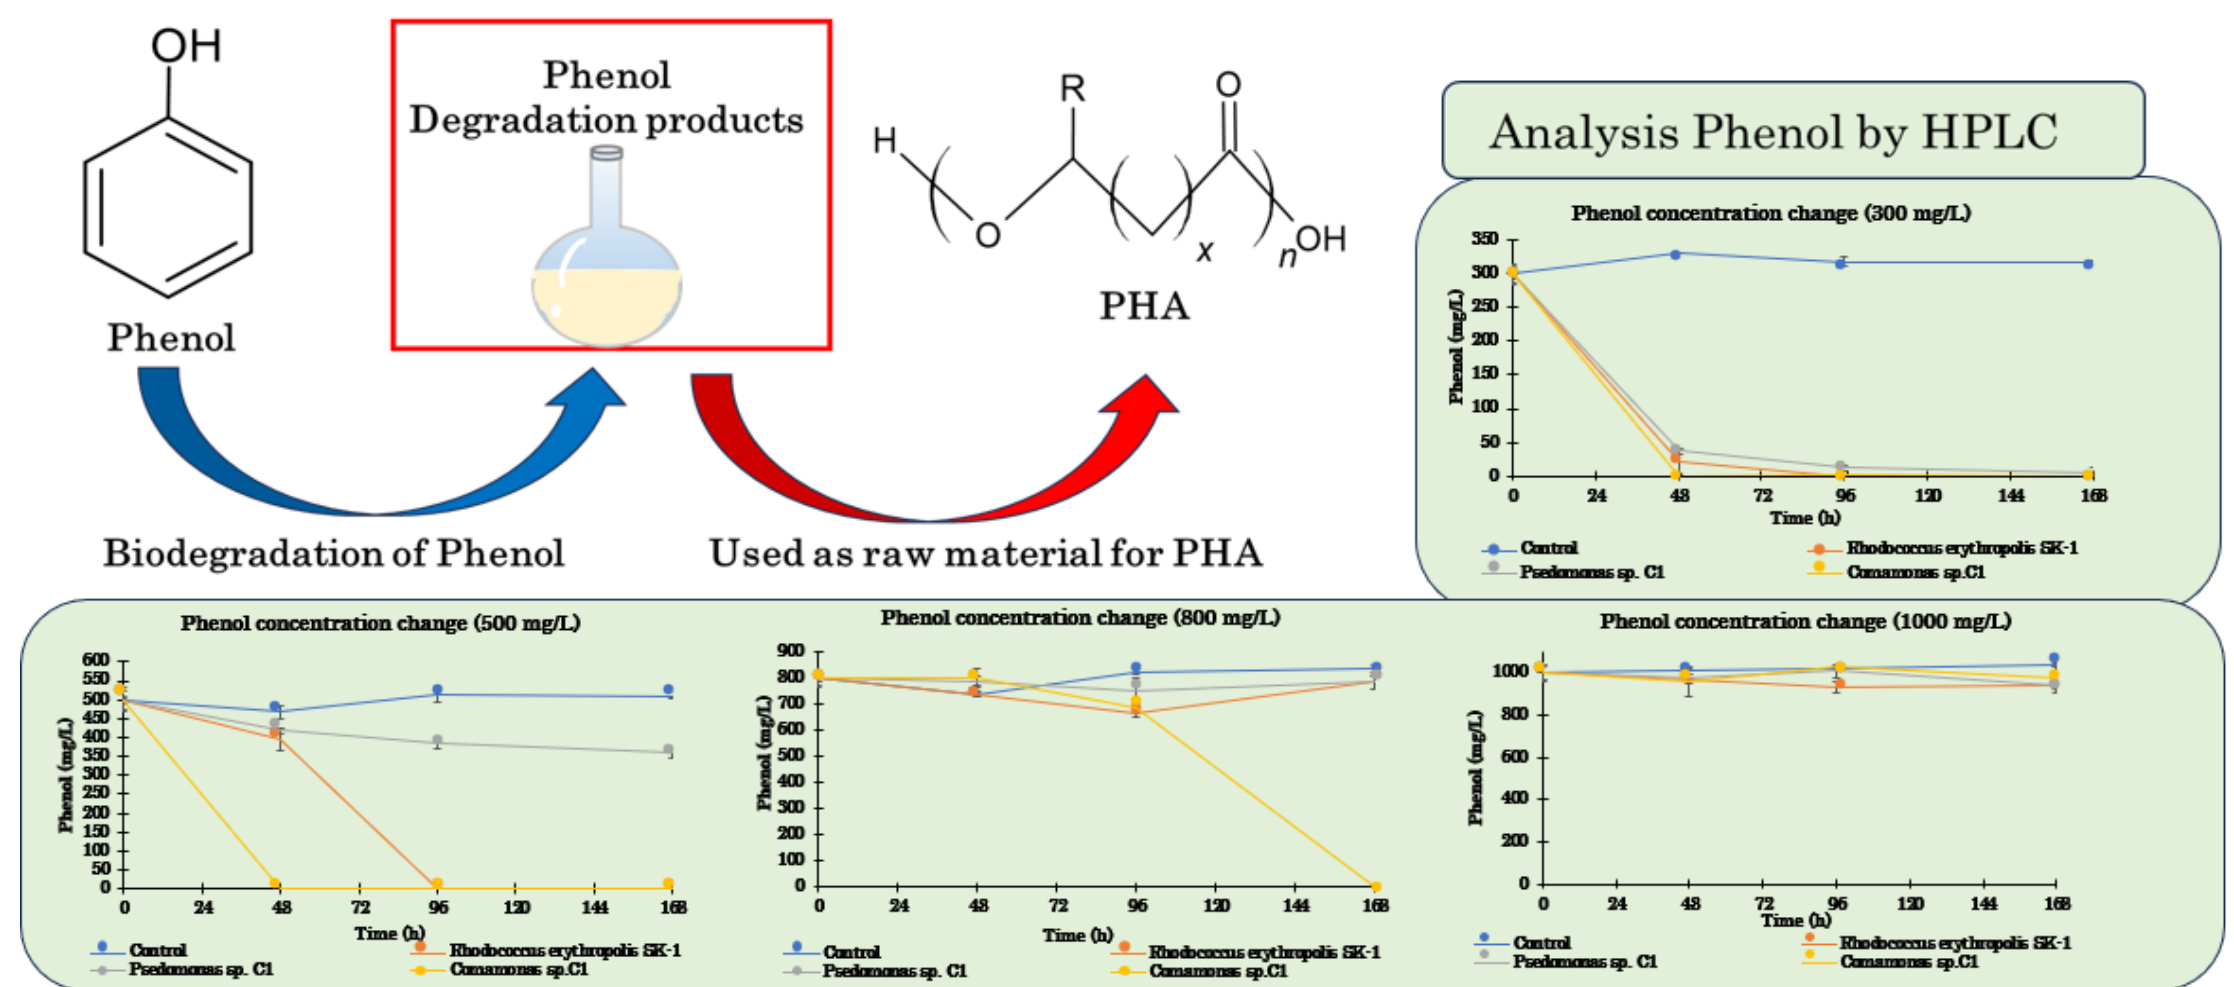 OH
Phenol
Phenol
Degradation products
H
O
R
x
O
n
OH
PHA
Biodegradation of Phenol
Used as raw material for PHA
Analysis Phenol by HPLC
Phenol concentration change (300 mg/L)
Phenol (mg/L)
350
300
250
200
150
100
50
0
0 24 48 72 96 120 144 168
Time (h)
Control
Rhodococcus erythropolis SK-1
Psedomonas sp. C1
Comamonas sp.C1
Phenol concentration change (500 mg/L)
Phenol (mg/L)
600
550
500
450
400
350
300
250
200
150
100
50
0
0 24 48 72 96 120 144 168
Time (h)
Control
Rhodococcus erythropolis SK-1
Psedomonas sp. C1
Comamonas sp.C1
Phenol concentration change (800 mg/L)
Phenol (mg/L)
900
800
700
600
500
400
300
200
100
0
0 24 48 72 96 120 144 168
Time (h)
Control
Rhodococcus erythropolis SK-1
Psedomonas sp. C1
Comamonas sp.C1
Phenol concentration change (1000 mg/L)
Phenol (mg/L)
1000
800
600
400
200
0
0 24 48 72 96 120 144 168
Time (h)
Control
Rhodococcus erythropolis SK-1
Psedomonas sp. C1
Comamonas sp.C1